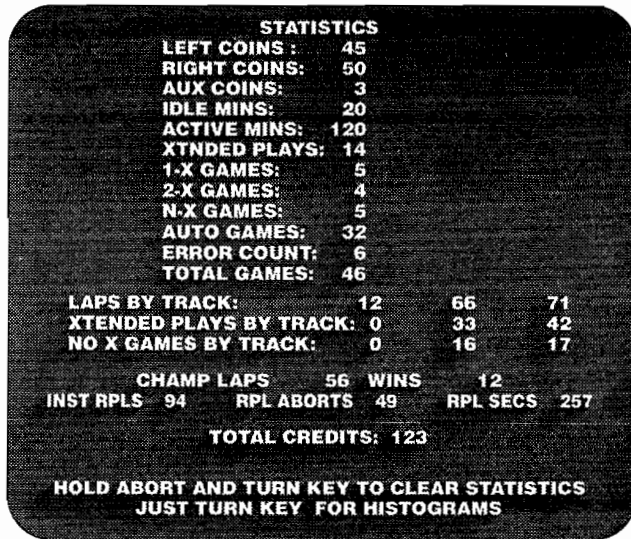 STATISTICS
LEFT COINS : 45
RIGHT COINS: 50
AUX COINS: 3
IDLE MINS: 20
ACTIVE MINS: 120
XTNDED PLAYS: 14
1-X GAMES: 5
2-X GAMES: 4
N-X GAMES: 5
AUTO GAMES: 32
ERROR COUNT: 6
TOTAL GAMES: 46
LAPS BY TRACK: 12 66 71
XTENDED PLAYS BY TRACK: 0 33 42
NO X GAMES BY TRACK: 0 16 17
CHAMP LAPS 56 WINS 12
INST RPLS 94 RPL ABORTS 49 RPL SECS 257
TOTAL CREDITS: 123
HOLD ABORT AND TURN KEY TO CLEAR STATISTICS
JUST TURN KEY FOR HISTOGRAMS